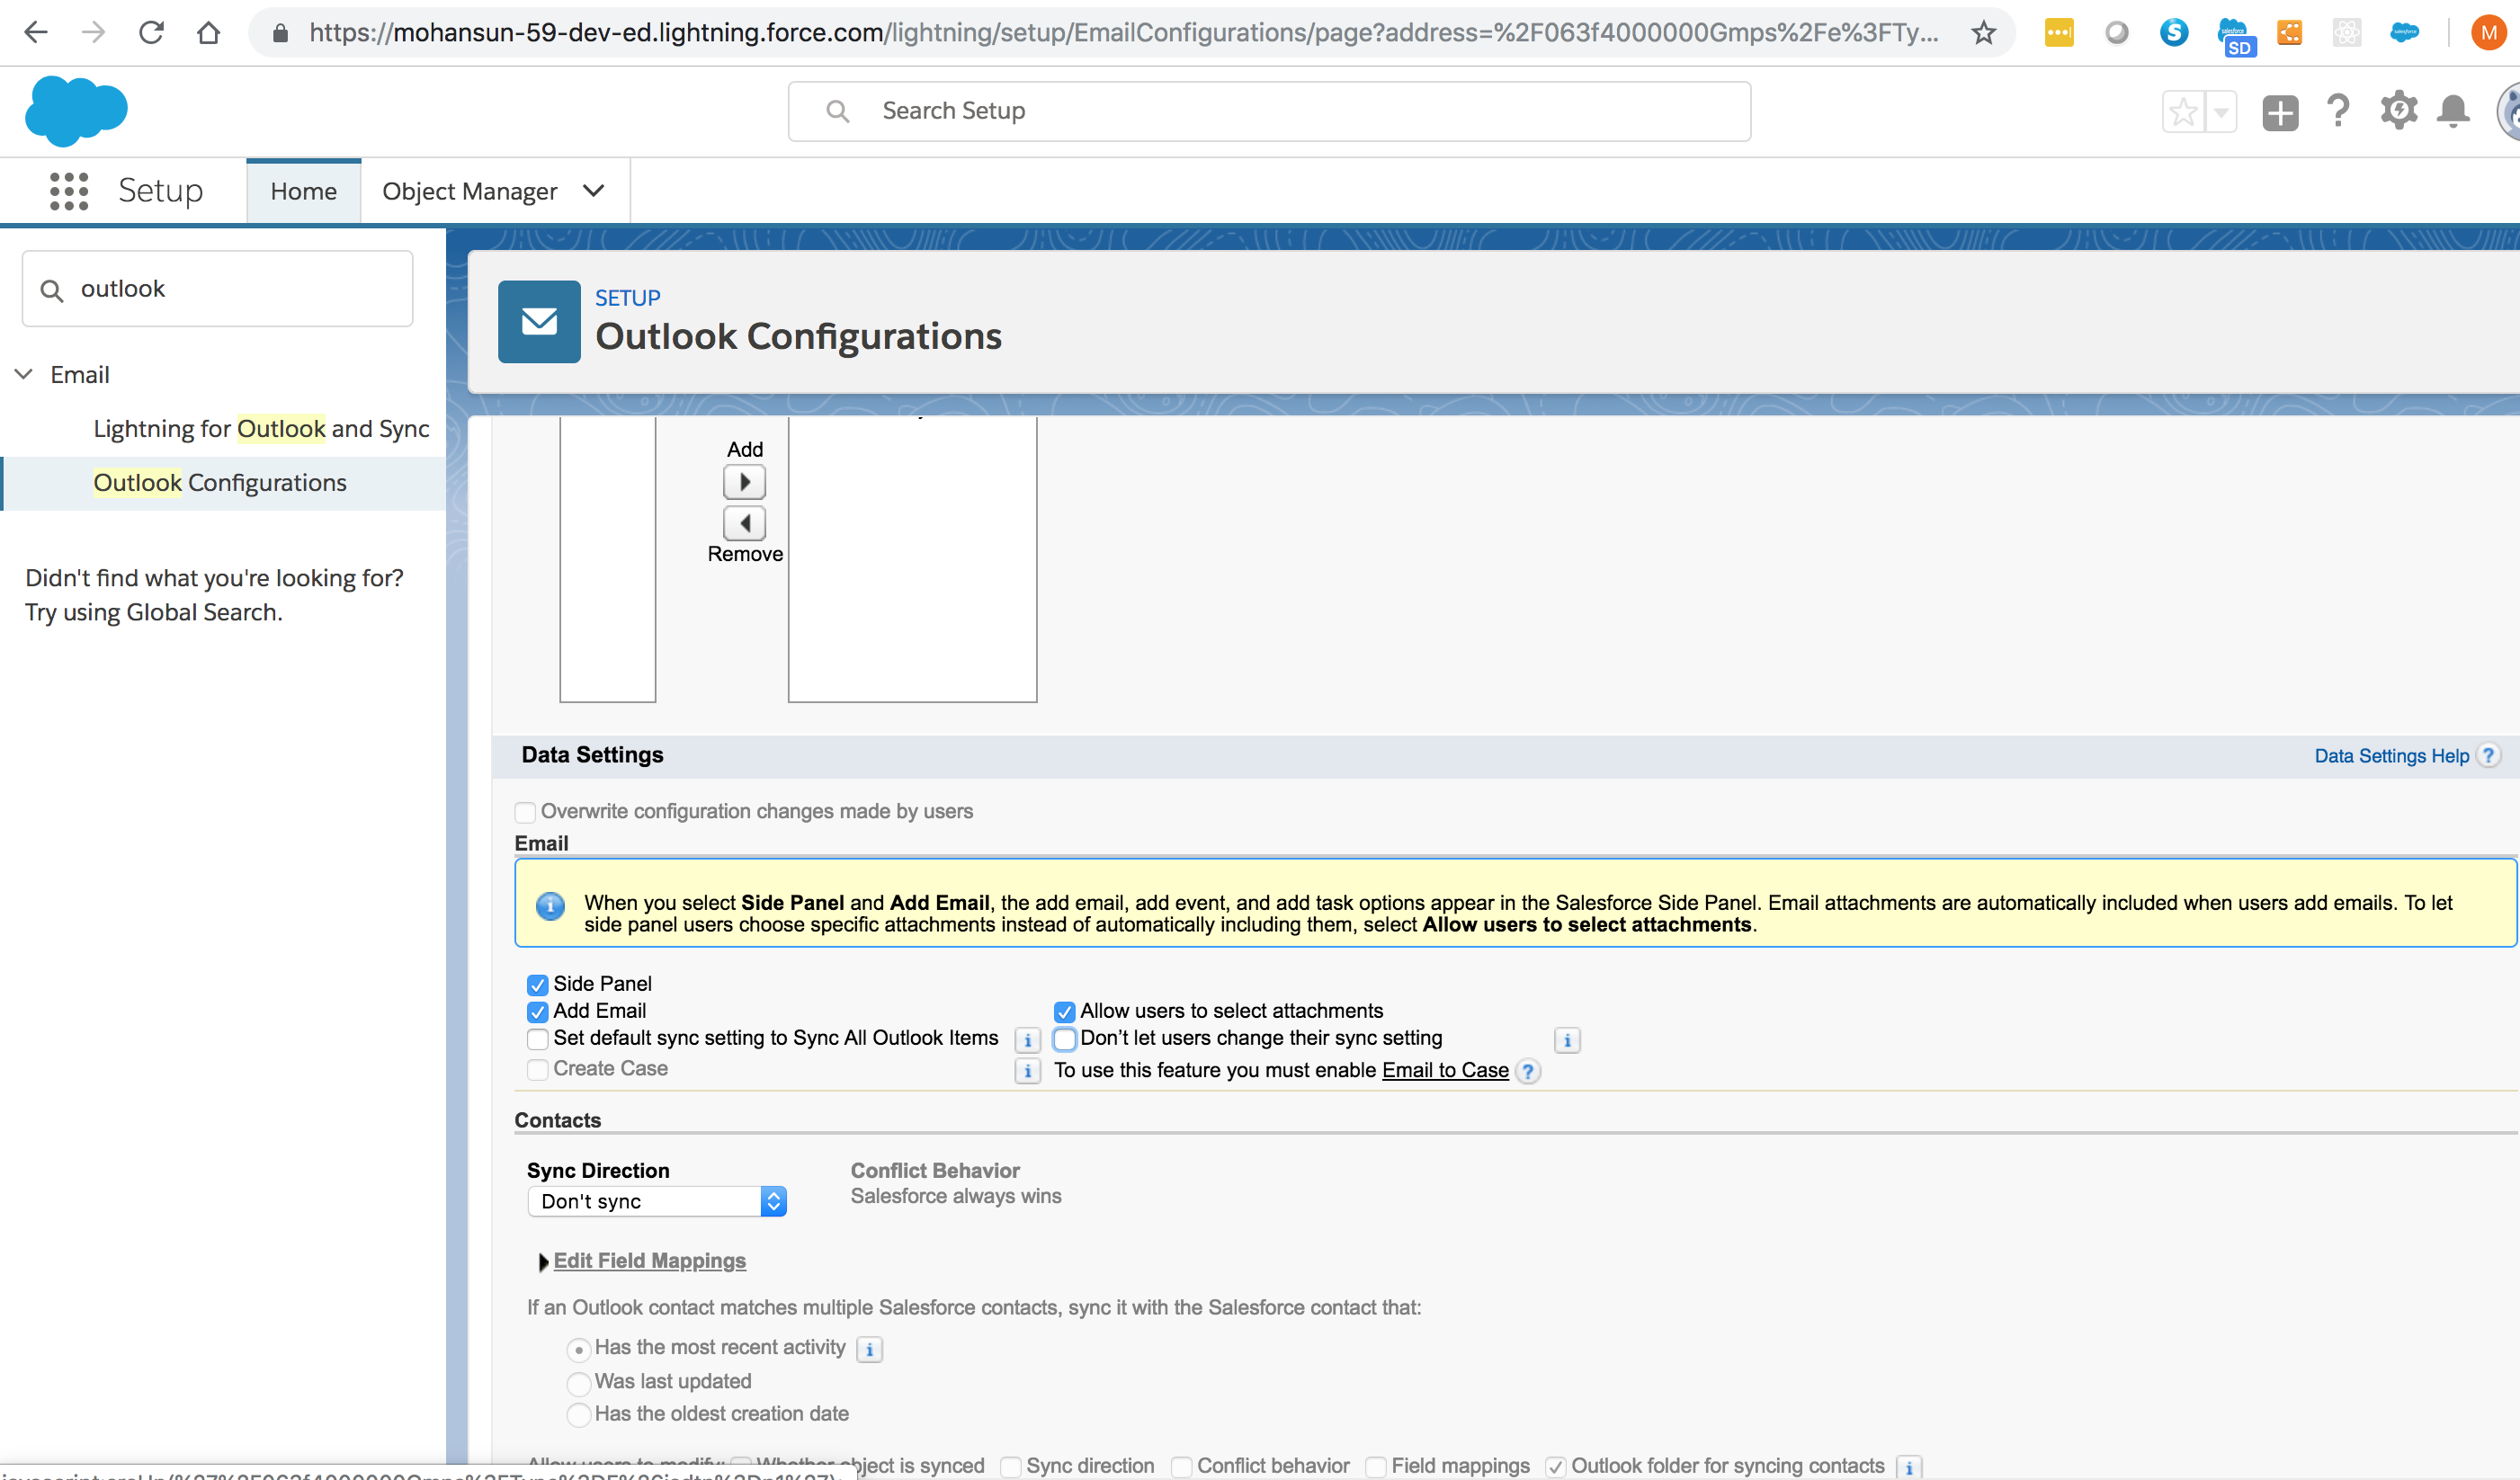 https://mohansun-59-dev-ed.lightning.force.com/lightning/setup/EmailConfigurations/page?address=%2F063f4000000Gmps%2Fe%3FTy...
S
salesforce
SD
M
Search Setup
Setup
Home
Object Manager
outlook
SETUP
Outlook Configurations
Email
Lightning for Outlook and Sync
Outlook Configurations
Didn't find what you're looking for?
Try using Global Search.
Add
Remove
Data Settings
Data Settings Help ?
Overwrite configuration changes made by users
Email
When you select Side Panel and Add Email, the add email, add event, and add task options appear in the Salesforce Side Panel. Email attachments are automatically included when users add emails. To let
side panel users choose specific attachments instead of automatically including them, select Allow users to select attachments.
Side Panel
Add Email
Allow users to select attachments
Set default sync setting to Sync All Outlook Items
Don't let users change their sync setting
Create Case
To use this feature you must enable Email to Case ?
Contacts
Sync Direction
Conflict Behavior
Don't sync
Salesforce always wins
Edit Field Mappings
If an Outlook contact matches multiple Salesforce contacts, sync it with the Salesforce contact that:
Has the most recent activity
Was last updated
Has the oldest creation date
Allow users to modify: Whether object is synced Sync direction Conflict behavior Field mappings Outlook folder for syncing contacts